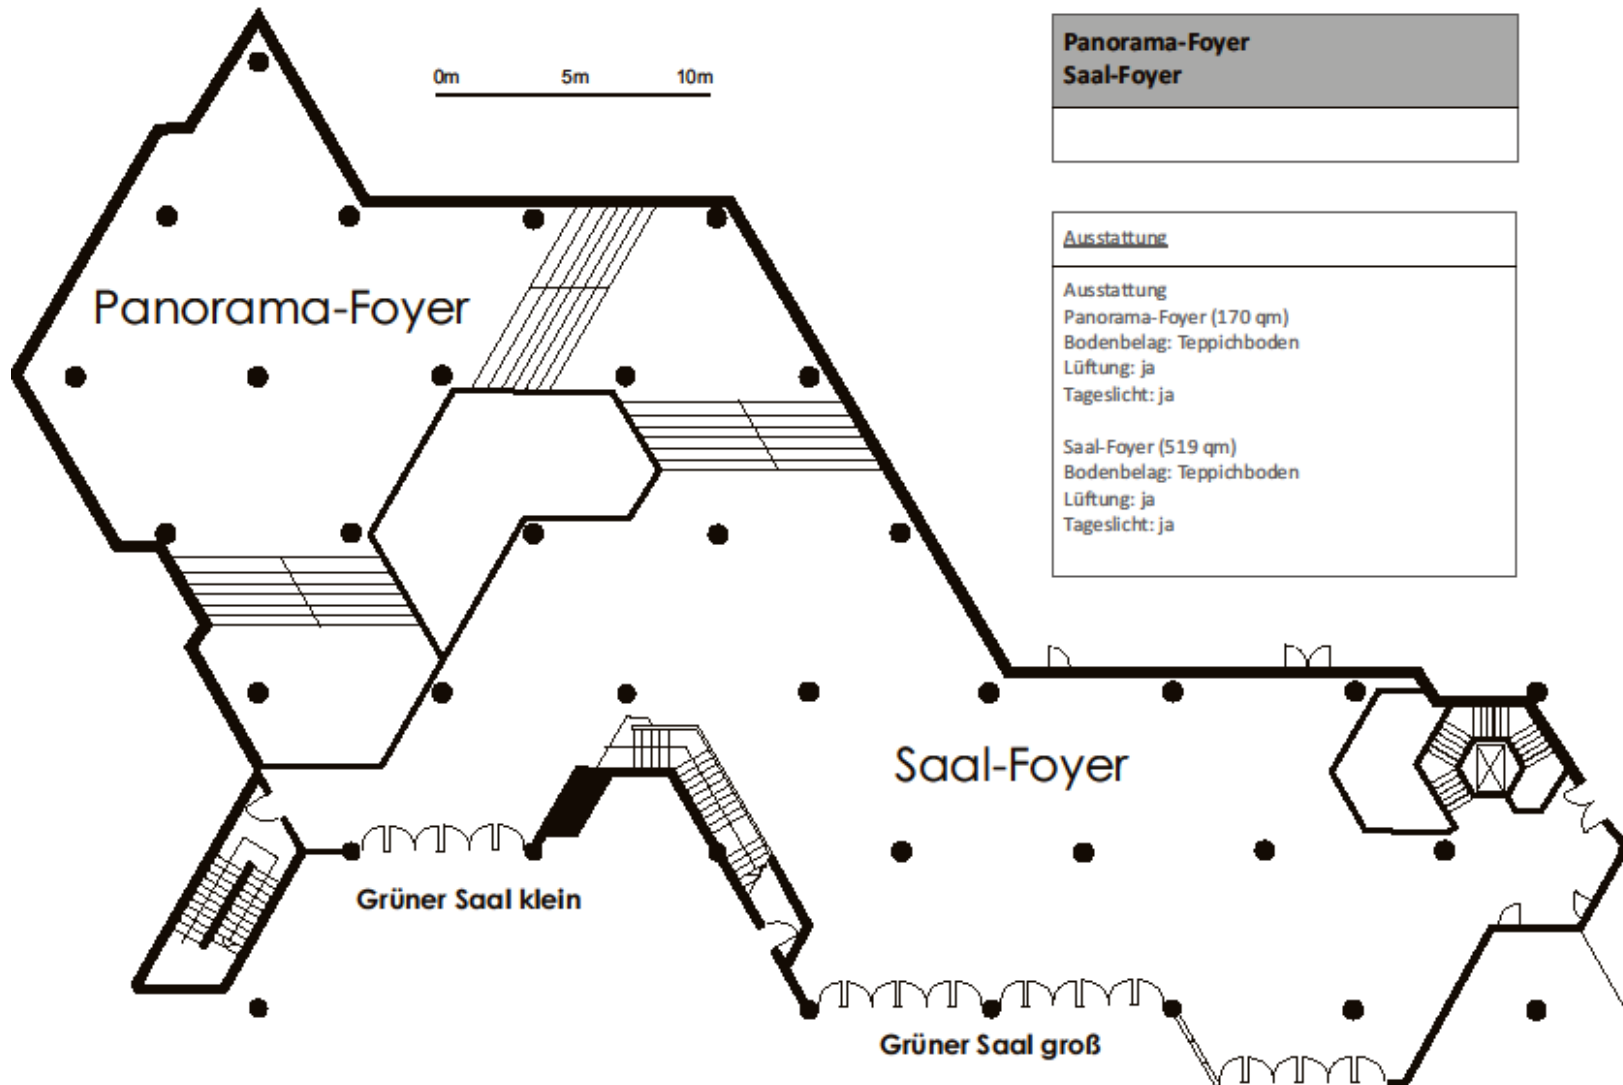 0m 5m 10m
Panorama-Foyer
Saal-Foyer
Ausstattung
Ausstattung
Panorama-Foyer (170 qm)
Bodenbelag: Teppichboden
Lüftung: ja
Tageslicht: ja
Saal-Foyer (519 qm)
Bodenbelag: Teppichboden
Lüftung: ja
Tageslicht: ja
Panorama-Foyer
Saal-Foyer
Grüner Saal klein
Grüner Saal groß